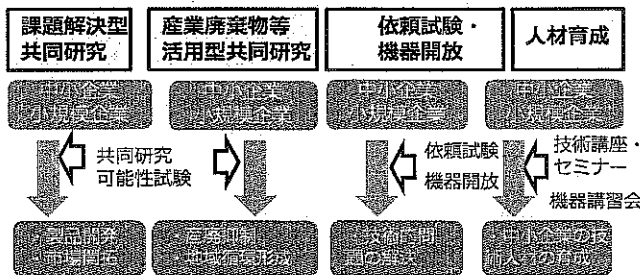 課題解決型
共同研究
産業廃棄物等
活用型共同研究
依頼試験・
機器開放
人材育成
中小企業
小規模企業
中小企業
小規模企業
中小企業
小規模企業
中小企業
小規模企業
共同研究
可能性試験
依頼試験
機器開放
技術講座・
セミナー
機器講習会
・製品開発
・市場開拓
・産廃抑制
・地域循環形成
・技術的問
題の解決
・中小企業の技
術人材の育成